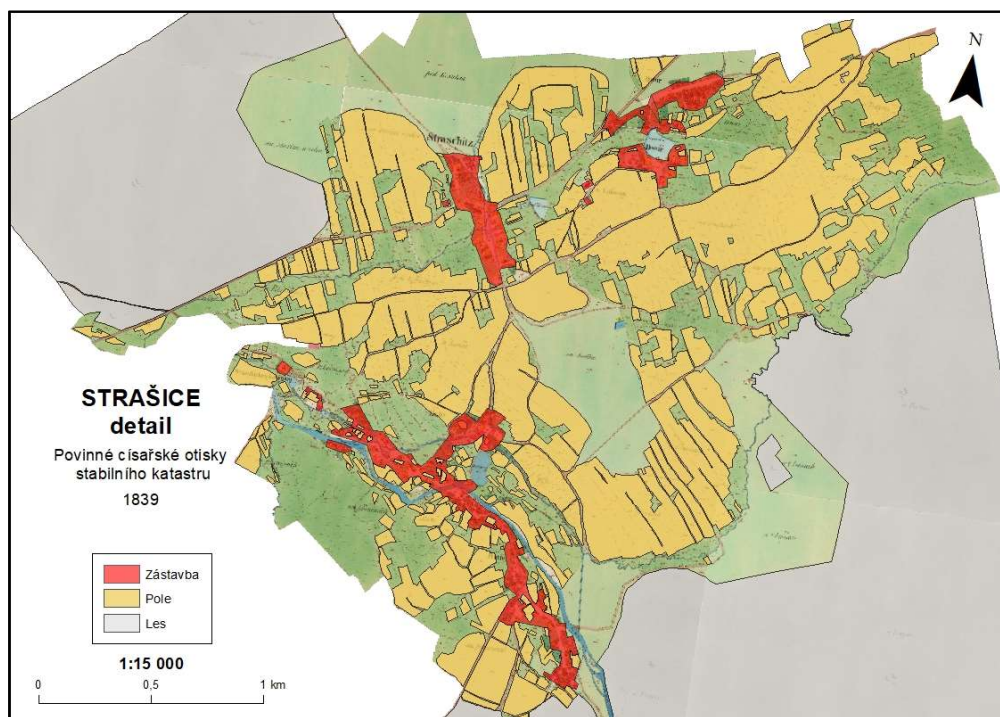 N
Straschitz
STRAŠICE
detail
Povinné císařské otisky
stabilního katastru
1839
Zástavba
Pole
Les
1:15 000
0 0,5 1 km